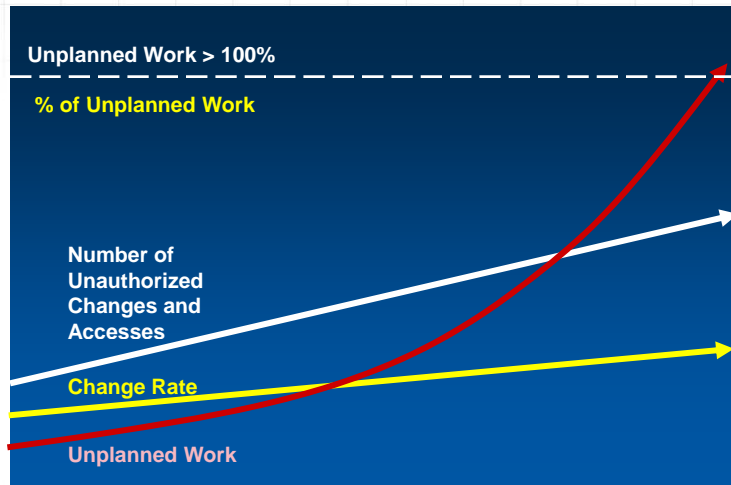 Unplanned Work > 100%
% of Unplanned Work
Number of
Unauthorized
Changes and
Accesses
Change Rate
Unplanned Work